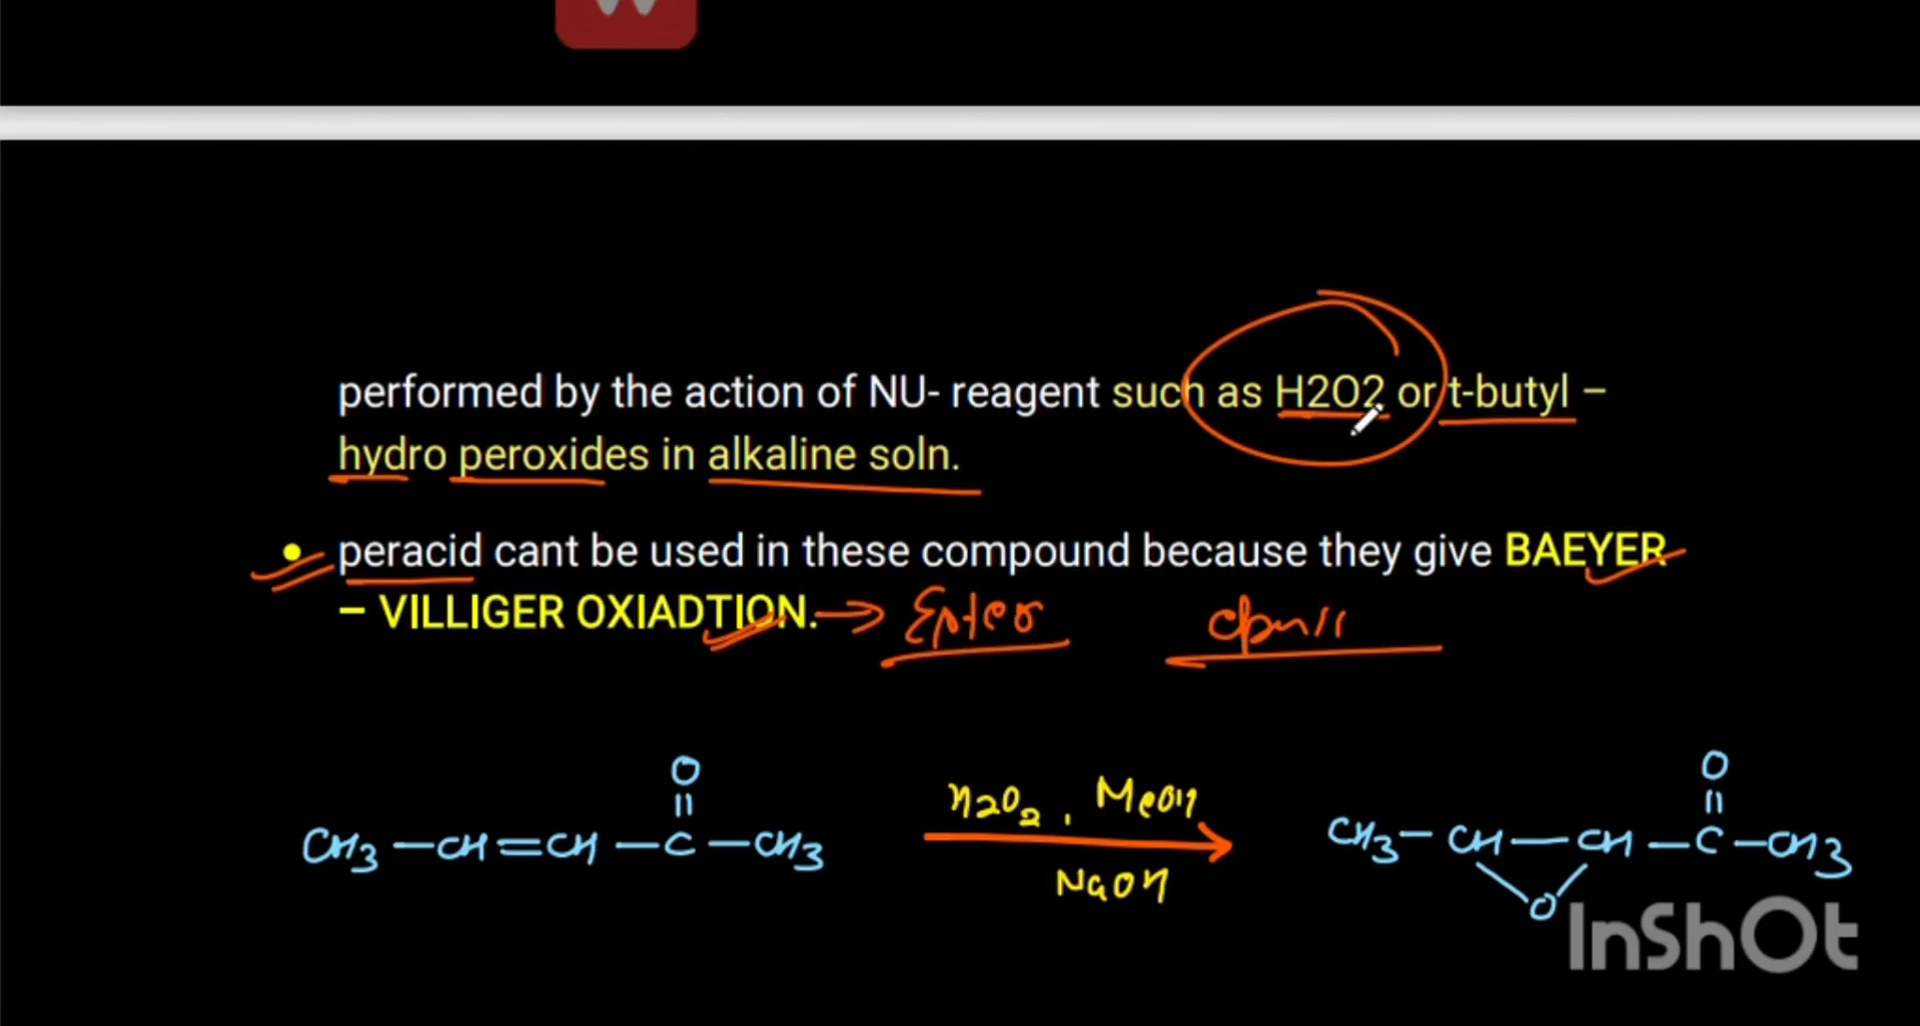 performed by the action of NU- reagent such as H2O2 or t-butyl –
hydro peroxides in alkaline soln.
• peracid cant be used in these compound because they give BAEYER
– VILLIGER OXIADTION. → Ester
O
O
H2O2, MeOH
CH3–CH=CH–C–CH3
CH3–CH–CH–C–CH3
NaOH
O
InShOt